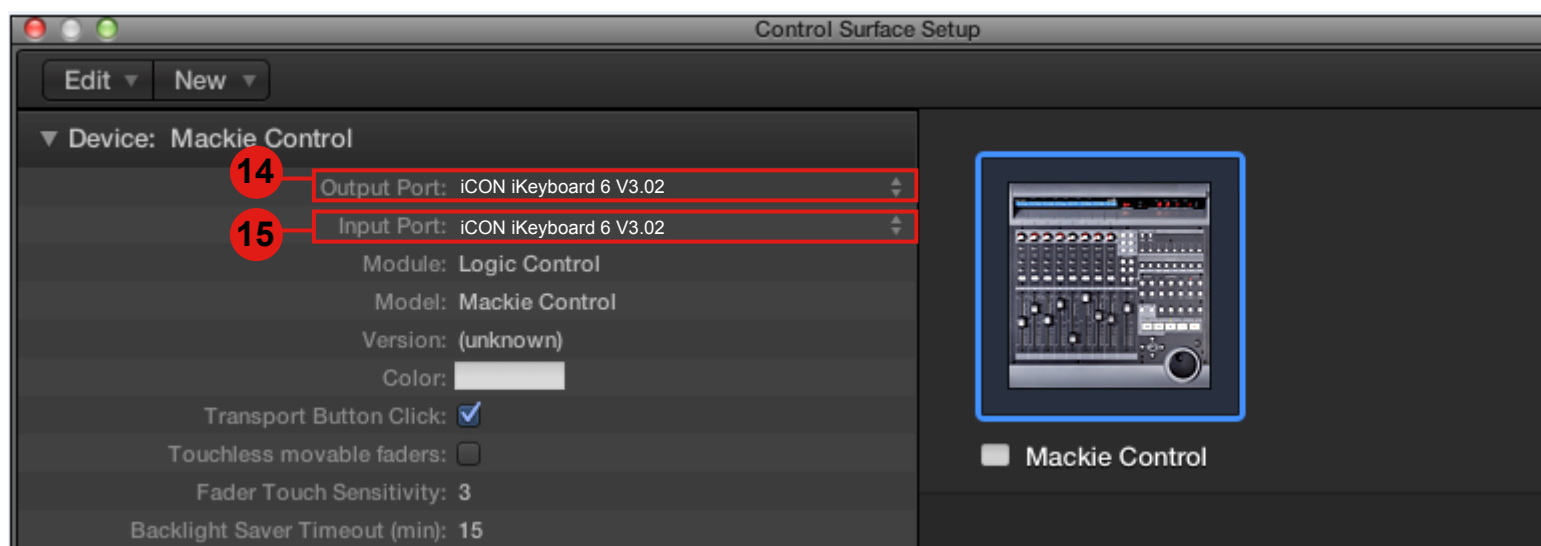 Control Surface Setup
Edit New
Device: Mackie Control
14 Output Port: iCON iKeyboard 6 V3.02
15 Input Port: iCON iKeyboard 6 V3.02
Module: Logic Control
Model: Mackie Control
Version: (unknown)
Color:
Transport Button Click:
Touchless movable faders:
Fader Touch Sensitivity: 3
Backlight Saver Timeout (min): 15
Mackie Control